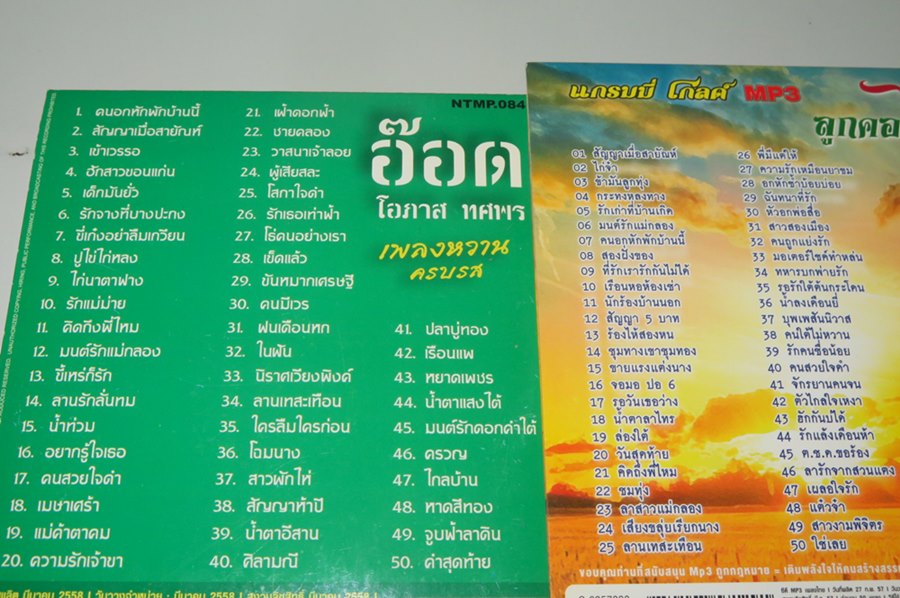 NTMP.084
อ๊อด
โอภาส ทศพร
เพลงหวาน
ครบรส
1. คนอกหักพักบ้านนี้
2. สัญญาเมื่อสายัณห์
3. เข้าเวรรอ
4. ฮักสาวขอนแก่น
5. เด็กมันยั่ว
6. รักจางที่บางปะกง
7. ขี่เก๋งอย่าลืมเกวียน
8. ปูไข่ไก่หลง
9. ไก่นาตาฟาง
10. รักแม่ม่าย
11. คิดถึงพี่ไหม
12. มนต์รักแม่กลอง
13. ขี้เหร่ก็รัก
14. ลานรักลั่นทม
15. น้ำท่วม
16. อยากรู้ใจเธอ
17. คนสวยใจดำ
18. เมษาเศร้า
19. แม่ค้าตาคม
20. ความรักเจ้าขา
21. เฝ้าดอกฟ้า
22. ชายคลอง
23. วาสนาเจ้าลอย
24. ผู้เสียสละ
25. โสภาใจดำ
26. รักเธอเท่าฟ้า
27. โธ่คนอย่างเรา
28. เช็ดแล้ว
29. ขันหมากเศรษฐี
30. คนมีเวร
31. ฝนเดือนหก
32. ในฝัน
33. นิราศเวียงพิงค์
34. ลานเทสะเทือน
35. ใครลืมใครก่อน
36. โฉมนาง
37. สาวผักไห่
38. สัญญาห้าปี
39. น้ำตาอีสาน
40. ศิลามณี
41. ปลาบู่ทอง
42. เรือนแพ
43. หยาดเพชร
44. น้ำตาแสงไต้
45. มนต์รักดอกคำใต้
46. ครวญ
47. ไกลบ้าน
48. หาดสีทอง
49. จูบฟ้าลาดิน
50. ค่าสุดท้าย
แกรมมี่ โกลด์ MP3
ลูกคอ
01 สัญญาเมื่อสายัณห์
02 ไก่จ๋า
03 ข้ามันลูกทุ่ง
04 กระทงหลงทาง
05 รักเก่าที่บ้านเกิด
06 มนต์รักแม่กลอง
07 คนอกหักพักบ้านนี้
08 สองฝั่งของ
09 ที่รักเรารักกันไม่ได้
10 เรือนหอห้องเช่า
11 นักร้องบ้านนอก
12 สัญญา 5 บาท
13 ร้องไห้สองหน
14 ชุมทางเขาชุมทอง
15 ขายแรงแต่งนาง
16 จอมอ ปอ 6
17 รอวันเธอว่าง
18 น้ำตาลาไทร
19 ล่องใต้
20 วันสุดท้าย
21 คิดถึงพี่ไหม
22 ชมทุ่ง
23 ลาสาวแม่กลอง
24 เสียงขลุ่ยเรียกนาง
25 ลานเทสะเทือน
26 พี่มีแต่ให้
27 ความรักเหมือนยาขม
28 อกหักซ้ำบ่อยบ่อย
29 ฉันทนาที่รัก
30 หัวอกพ่อสื่อ
31 สาวสองเมือง
32 คนถูกแย่งรัก
33 มอเตอร์ไซค์ทำหล่น
34 ทหารบกพ่ายรัก
35 รอรักใต้ต้นกระโดน
36 น้ำลงเดือนยี่
37 บุพเพสันนิวาส
38 คนใต้ไม่หวาน
39 รักคนชื่อน้อย
40 คนสวยใจดำ
41 จักรยานคนจน
42 ตัวไกลใจเหงา
43 ฮักกันบ่ได้
44 รักแล้งเดือนห้า
45 ต.ช.ด.ขอร้อง
46 ลารักจากสวนแตง
47 เผลอใจรัก
48 แต๋วจ๋า
49 สาวงามพิจิตร
50 ใช่เลย